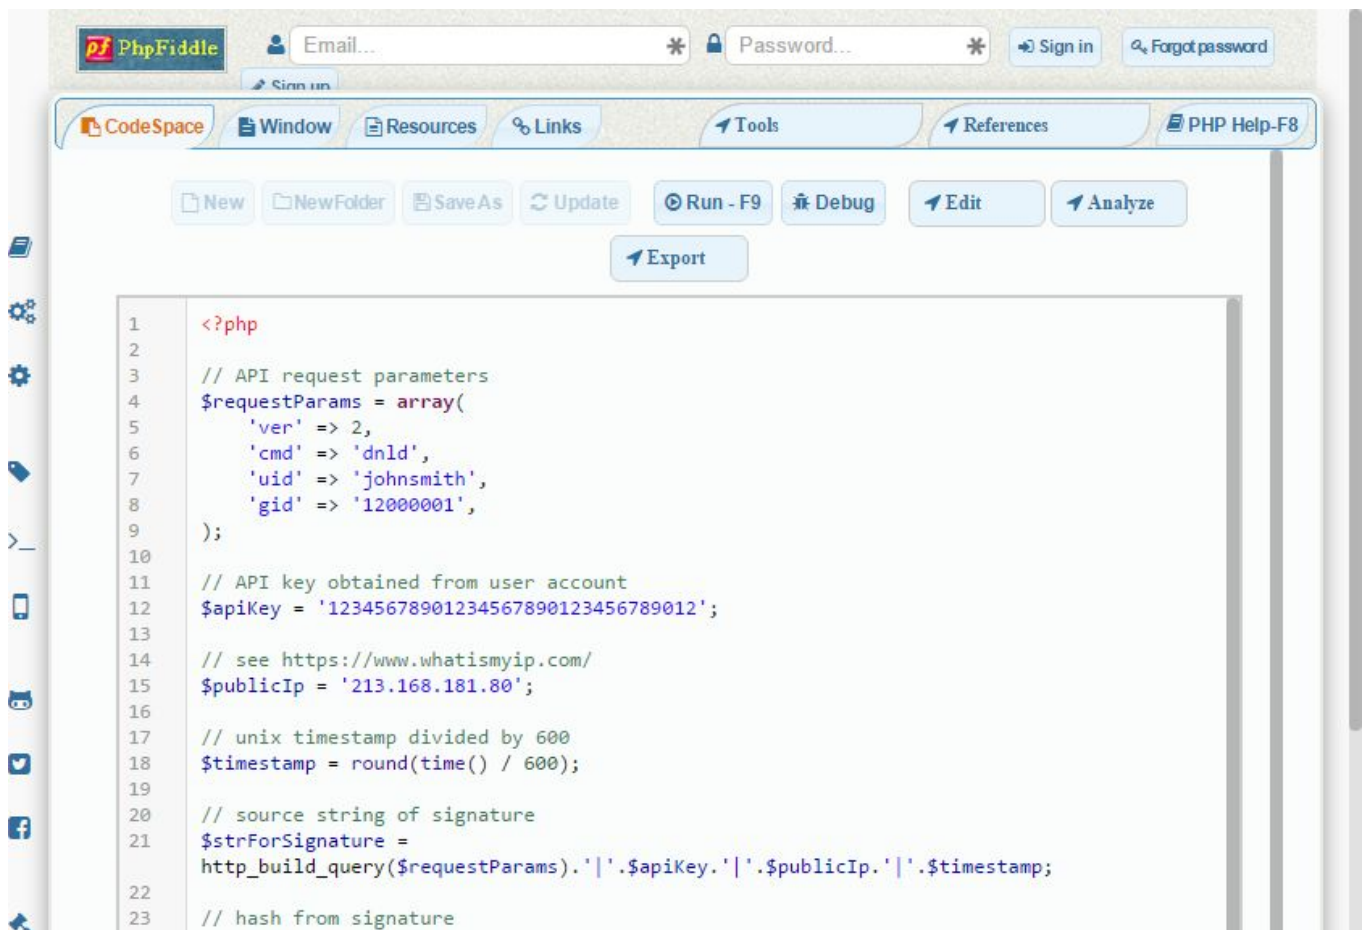 pf PhpFiddle
Email...
Password...
Sign in
Forgot password
Sign up
CodeSpace
Window
Resources
Links
Tools
References
PHP Help-F8
New
NewFolder
Save As
Update
Run - F9
Debug
Edit
Analyze
Export
1 <?php
2
3 // API request parameters
4 $requestParams = array(
5 'ver' => 2,
6 'cmd' => 'dnld',
7 'uid' => 'johnsmith',
8 'gid' => '12000001',
9 );
10
11 // API key obtained from user account
12 $apiKey = '12345678901234567890123456789012';
13
14 // see https://www.whatismyip.com/
15 $publicIp = '213.168.181.80';
16
17 // unix timestamp divided by 600
18 $timestamp = round(time() / 600);
19
20 // source string of signature
21 $strForSignature =
http_build_query($requestParams).'|'.$apiKey.'|'.$publicIp.'|'.$timestamp;
22
23 // hash from signature